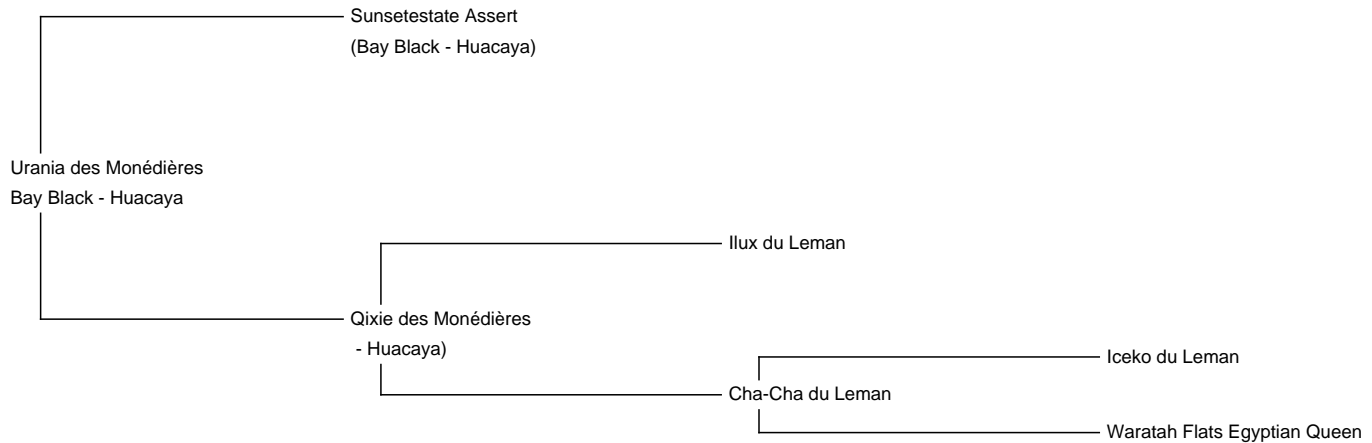 Sunsetestate Assert
(Bay Black - Huacaya)
Urania des Monédières
Bay Black - Huacaya
Ilux du Leman
Qixie des Monédières
- Huacaya)
Iceko du Leman
Cha-Cha du Leman
Waratah Flats Egyptian Queen